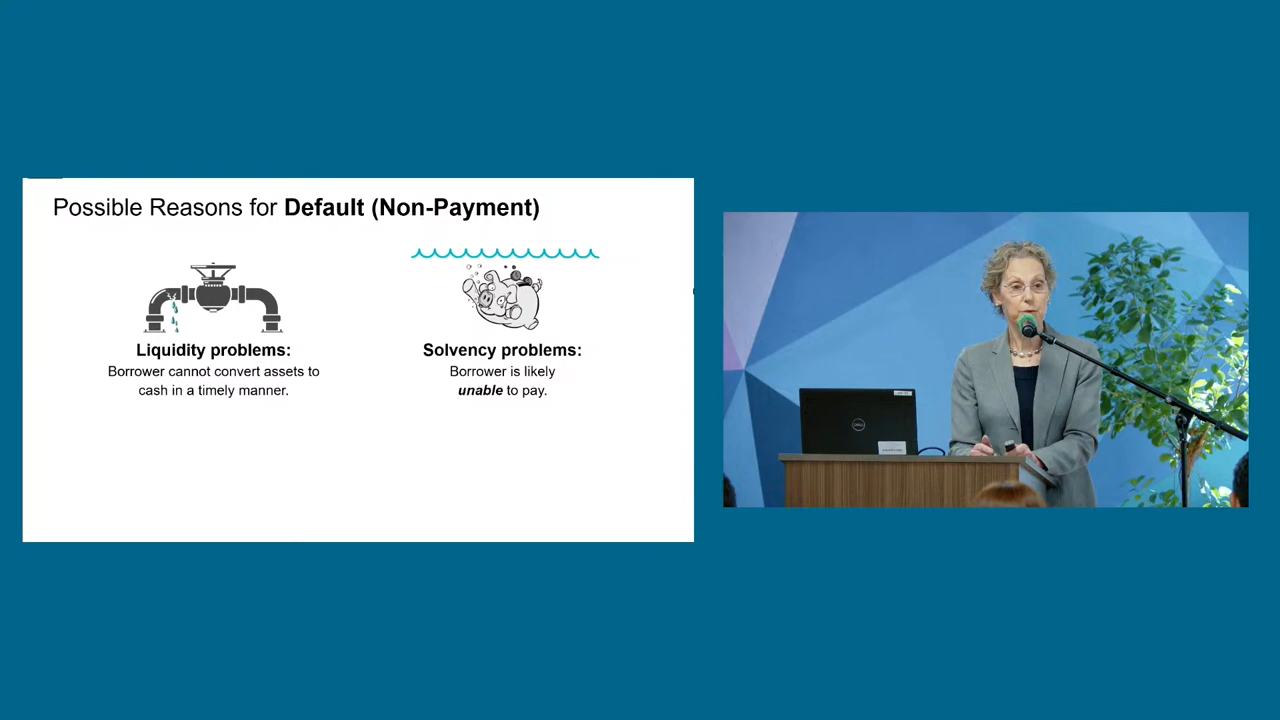 Possible Reasons for Default (Non-Payment)
Liquidity problems:
Borrower cannot convert assets to
cash in a timely manner.
Solvency problems:
Borrower is likely
unable to pay.
DELL